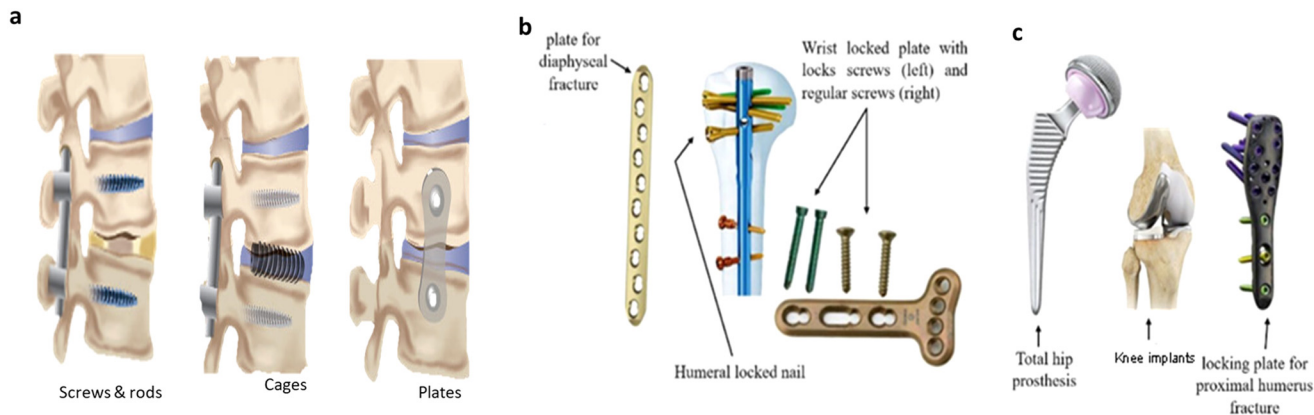 a
Screws & rods
Cages
Plates
b
plate for
diaphyseal
fracture
Wrist locked plate with
locks screws (left) and
regular screws (right)
Humeral locked nail
c
Total hip
prosthesis
Knee implants
locking plate for
proximal humerus
fracture